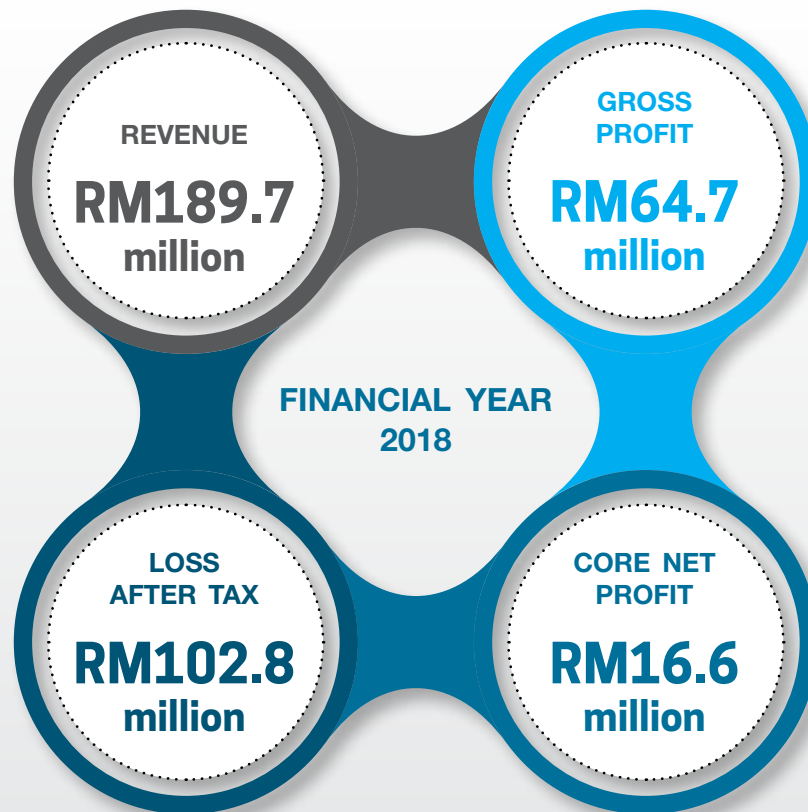 REVENUE
RM189.7
million
GROSS
PROFIT
RM64.7
million
FINANCIAL YEAR
2018
LOSS
AFTER TAX
RM102.8
million
CORE NET
PROFIT
RM16.6
million